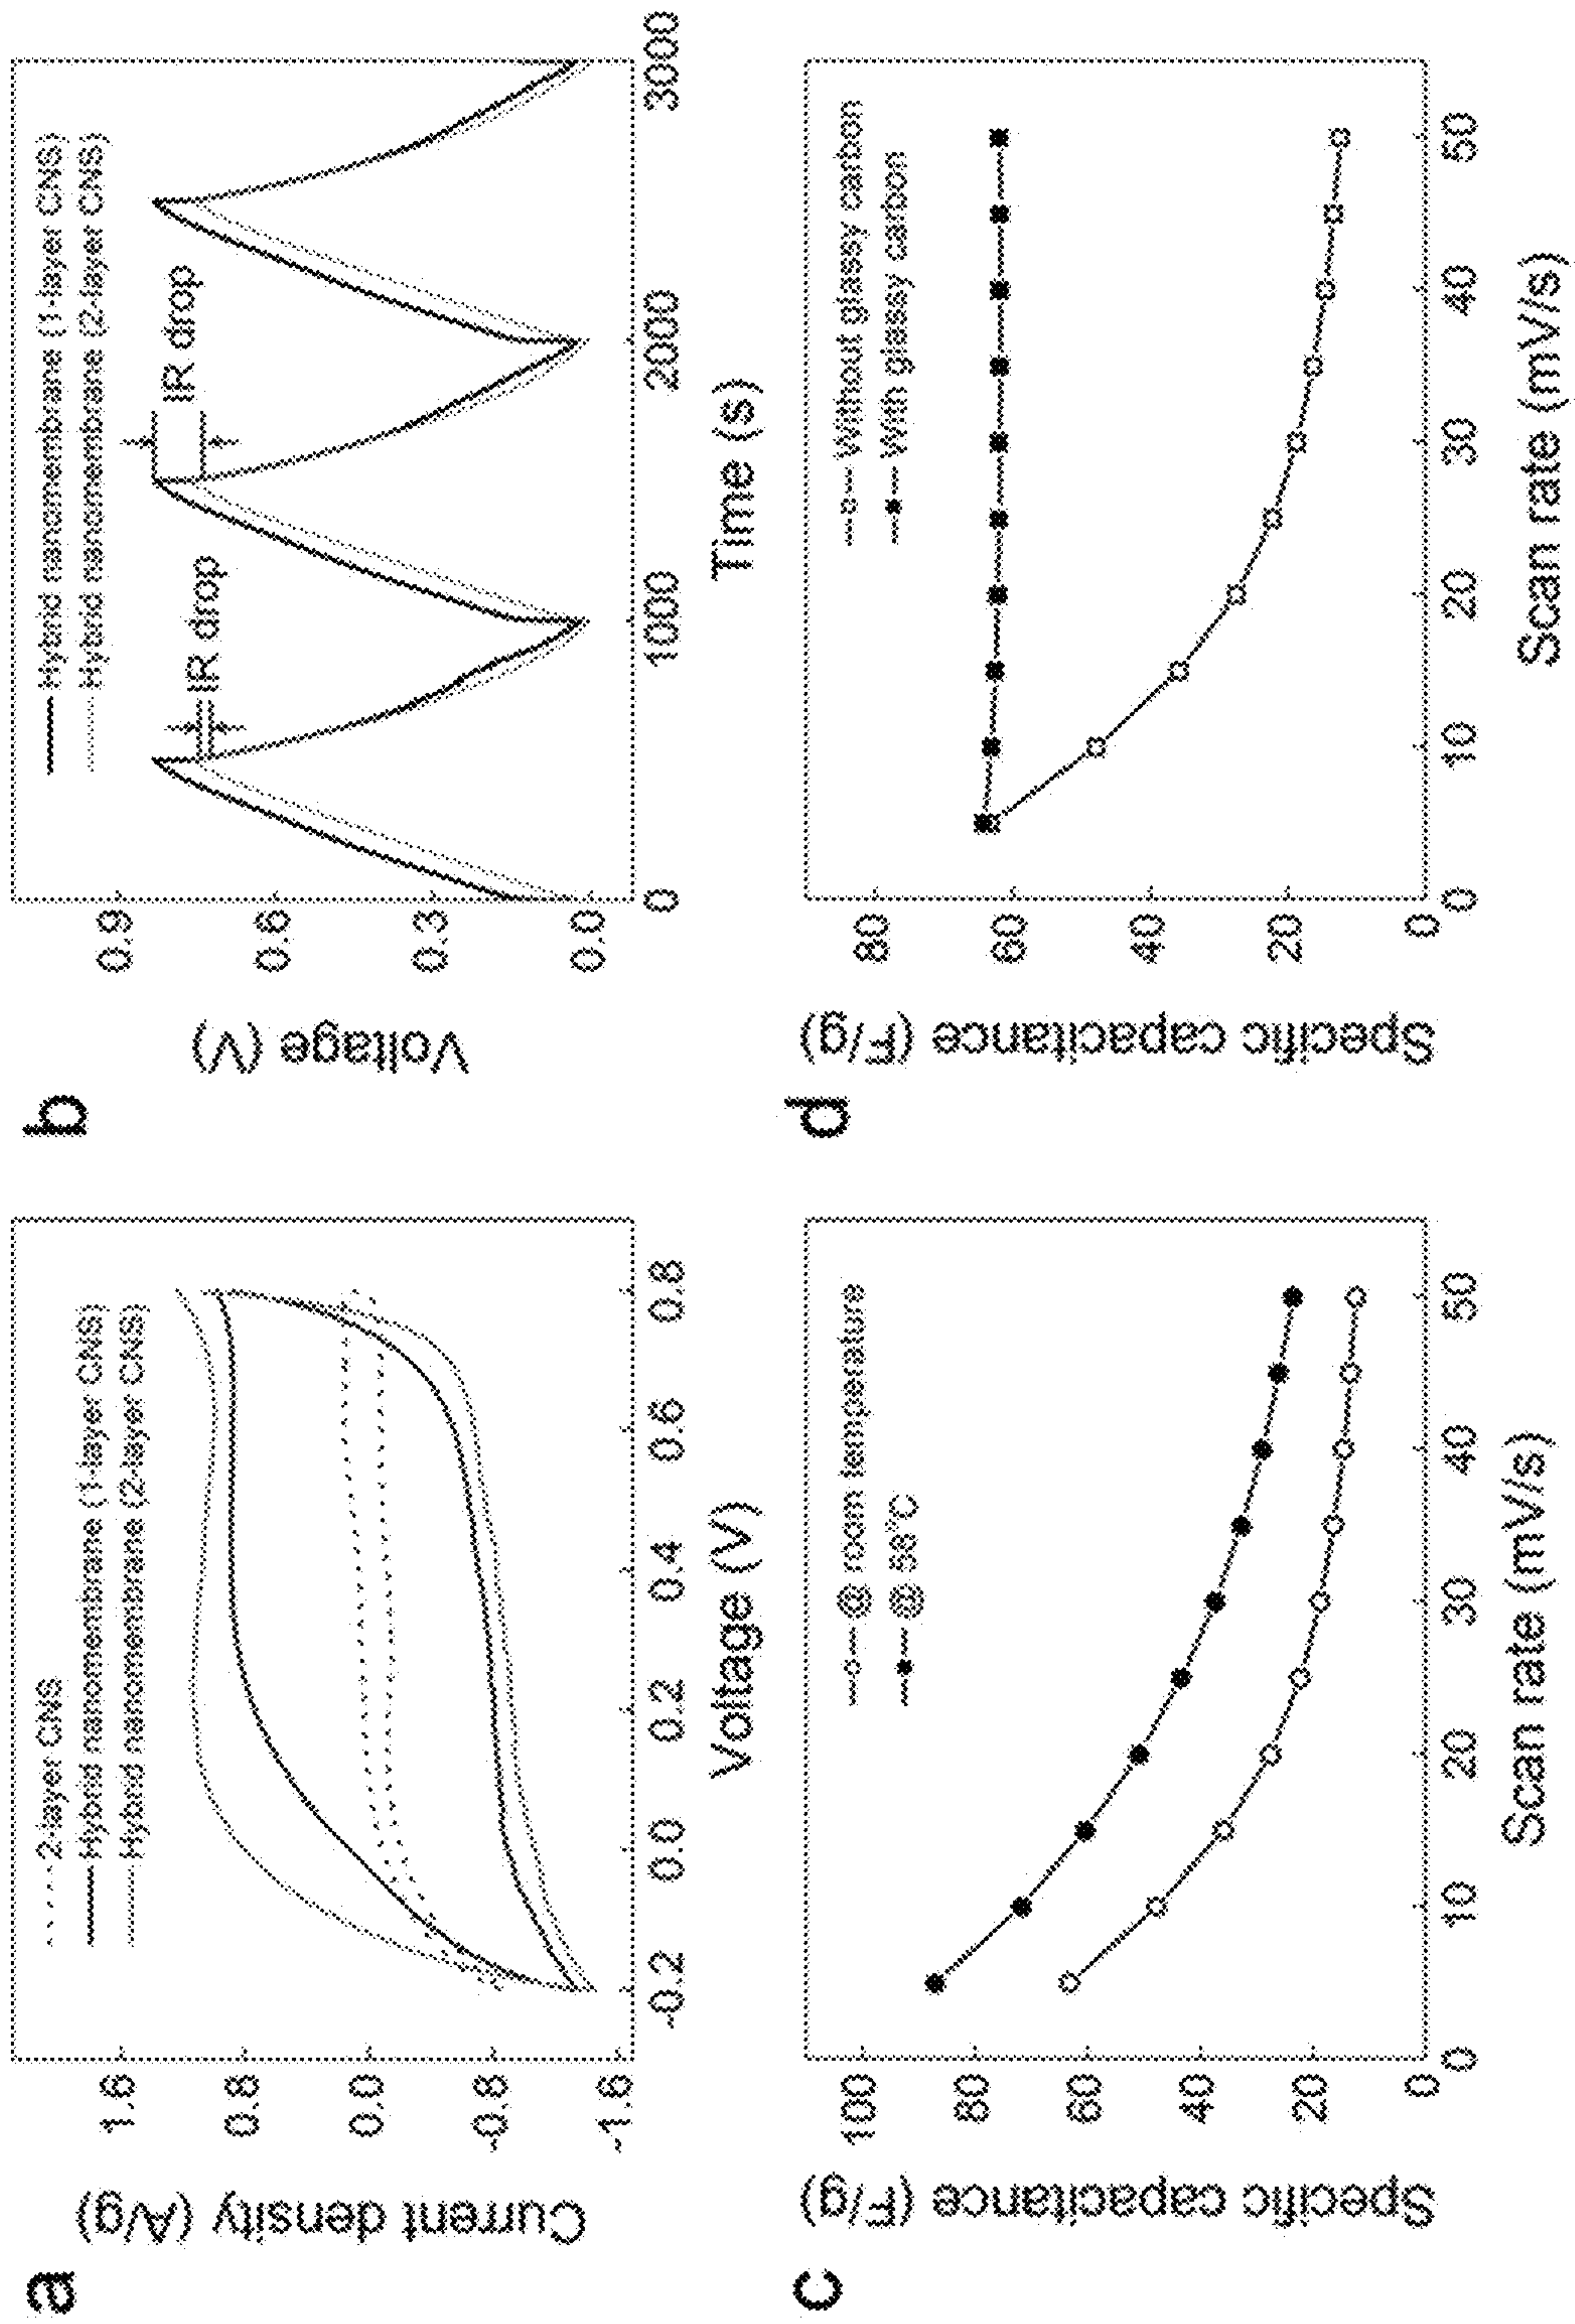 a
2-layer CNS
Hybrid nanomembrane (1-layer CNS)
Hybrid nanomembrane (2-layer CNS)
Current density (A/g)
1.6
0.8
0.0
-0.8
-1.6
-0.2
0.0
0.2
0.4
0.6
0.8
Voltage (V)
b
Hybrid nanomembrane (1-layer CNS)
Hybrid nanomembrane (2-layer CNS)
IR drop
IR drop
Voltage (V)
0.9
0.6
0.3
0.0
0
1000
2000
3000
Time (s)
c
@ room temperature
@ 58°C
Specific capacitance (F/g)
100
80
60
40
20
0
0
10
20
30
40
50
Scan rate (mV/s)
d
Without glassy carbon
With glassy carbon
Specific capacitance (F/g)
80
60
40
20
0
0
10
20
30
40
50
Scan rate (mV/s)